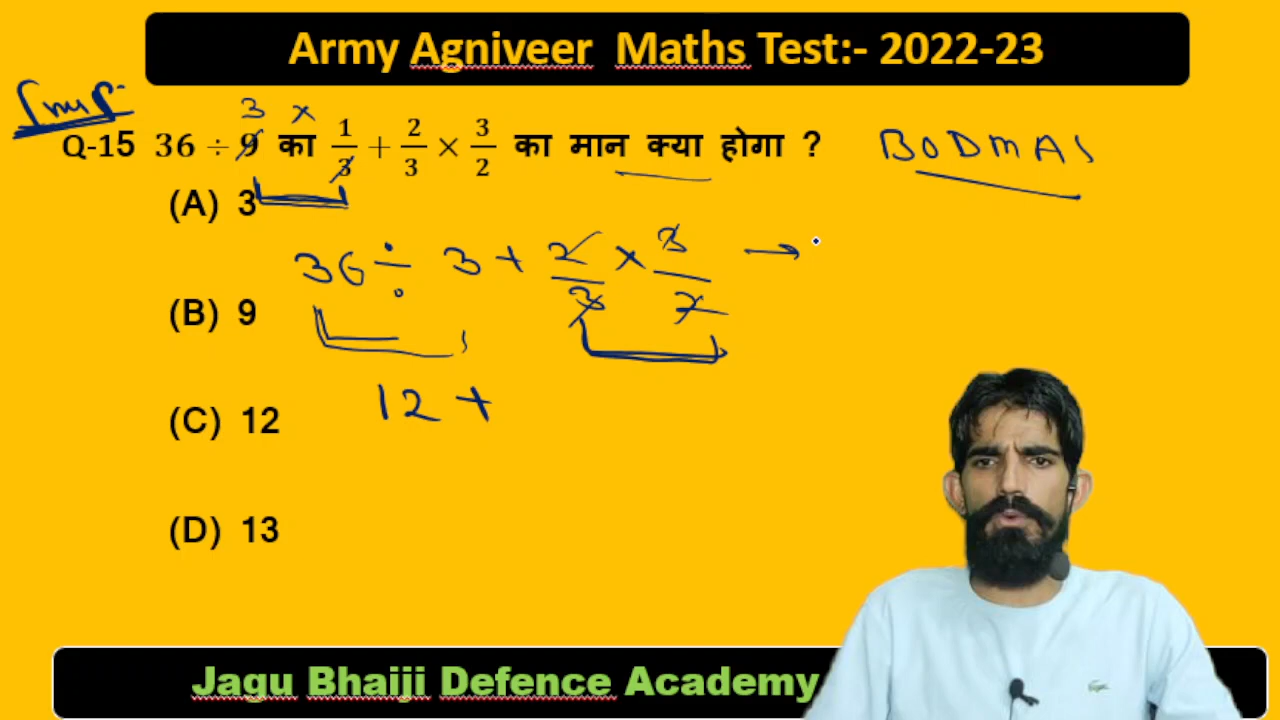 Army Agniveer Maths Test:- 2022-23
Imp
3 ×
Q-15 36 ÷ 9 का 1/3 + 2/3 × 3/2 का मान क्या होगा ?
BODMAS
(A) 3
36 ÷ 3 + 2/3 × 3/2 →
(B) 9
12 +
(C) 12
(D) 13
Jagu Bhaiji Defence Academy